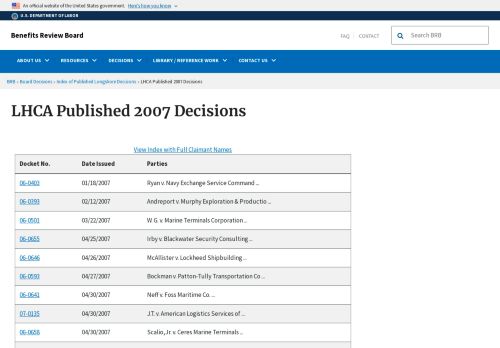 An official website of the United States government. Here's how you know
U.S. DEPARTMENT OF LABOR
Benefits Review Board
FAQ CONTACT
Search BRB
ABOUT US RESOURCES DECISIONS LIBRARY / REFERENCE WORK CONTACT US
BRB » Board Decisions » Index of Published Longshore Decisions » LHCA Published 2007 Decisions
LHCA Published 2007 Decisions
View Index with Full Claimant Names
Docket No. Date Issued Parties
06-0403 01/18/2007 Ryan v. Navy Exchange Service Command ...
06-0393 02/12/2007 Andreport v. Murphy Exploration & Productio ...
06-0501 03/22/2007 W. G. v. Marine Terminals Corporation ...
06-0655 04/25/2007 Irby v. Blackwater Security Consulting ...
06-0646 04/26/2007 McAllister v. Lockheed Shipbuilding ...
06-0593 04/27/2007 Bockman v. Patton-Tully Transportation Co ...
06-0641 04/30/2007 Neff v. Foss Maritime Co. ...
07-0135 04/30/2007 J.T. v. American Logistics Services of ...
06-0658 04/30/2007 Scalio, Jr. v. Ceres Marine Terminals ...